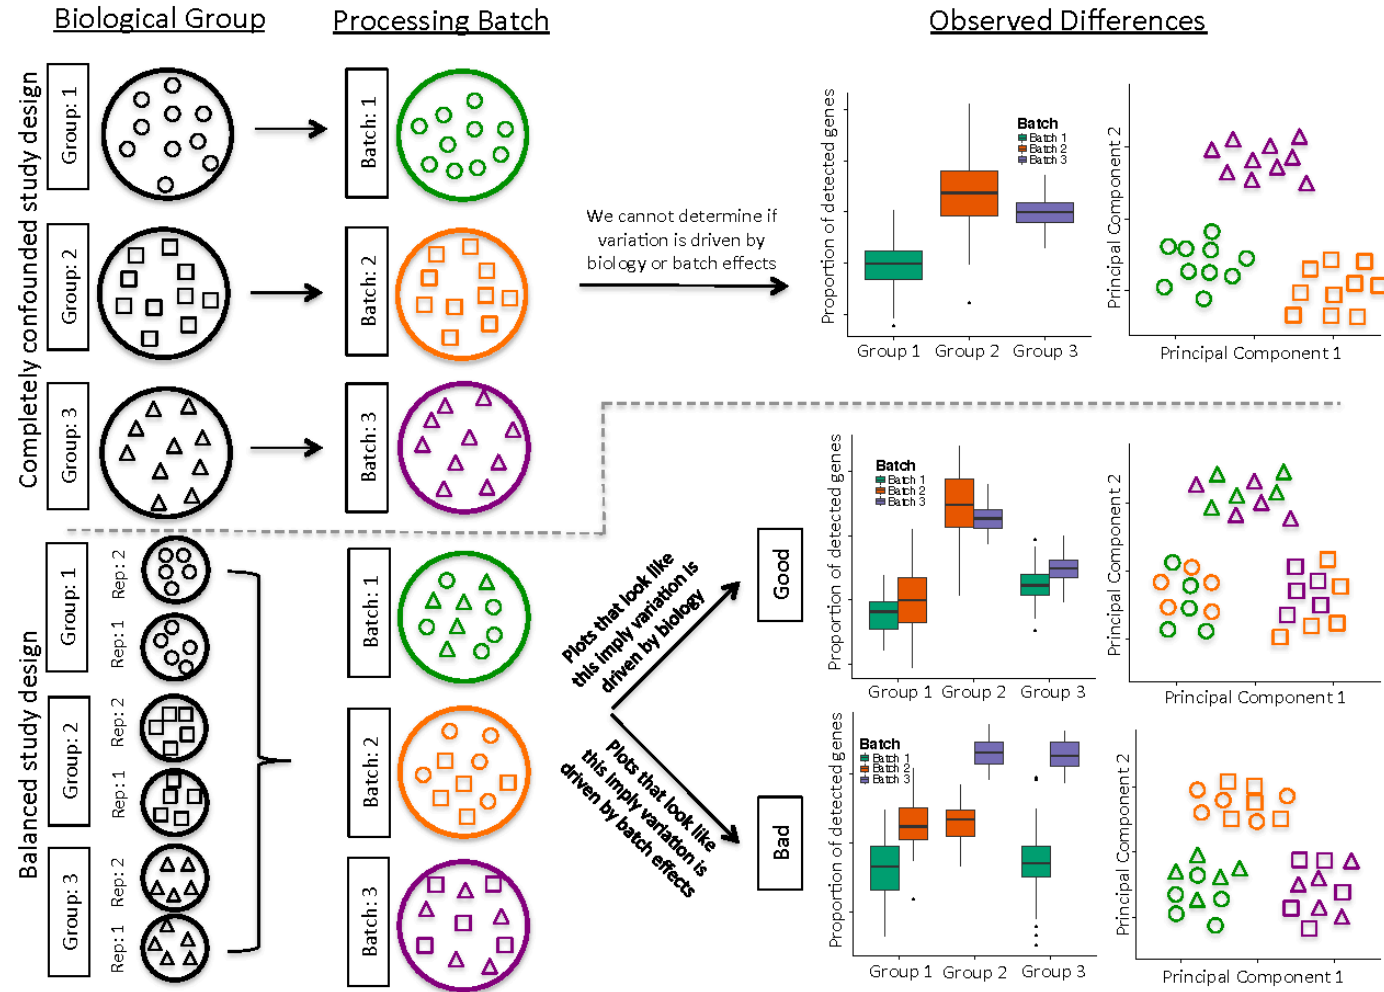 Biological Group
Processing Batch
Observed Differences
Completely confounded study design
Group: 1
Batch: 1
Group: 2
Batch: 2
Group: 3
Batch: 3
We cannot determine if
variation is driven by
biology or batch effects
Proportion of detected genes
Batch
Batch 1
Batch 2
Batch 3
Group 1
Group 2
Group 3
Principal Component 2
Principal Component 1
Balanced study design
Group: 1
Rep: 2
Rep: 1
Group: 2
Rep: 2
Rep: 1
Group: 3
Rep: 2
Rep: 1
Batch: 1
Batch: 2
Batch: 3
Plots that look like
this imply variation is
driven by biology
Good
Proportion of detected genes
Batch
Batch 1
Batch 2
Batch 3
Group 1
Group 2
Group 3
Principal Component 2
Principal Component 1
Plots that look like
this imply variation is
driven by batch effects
Bad
Proportion of detected genes
Batch
Batch 1
Batch 2
Batch 3
Group 1
Group 2
Group 3
Principal Component 2
Principal Component 1